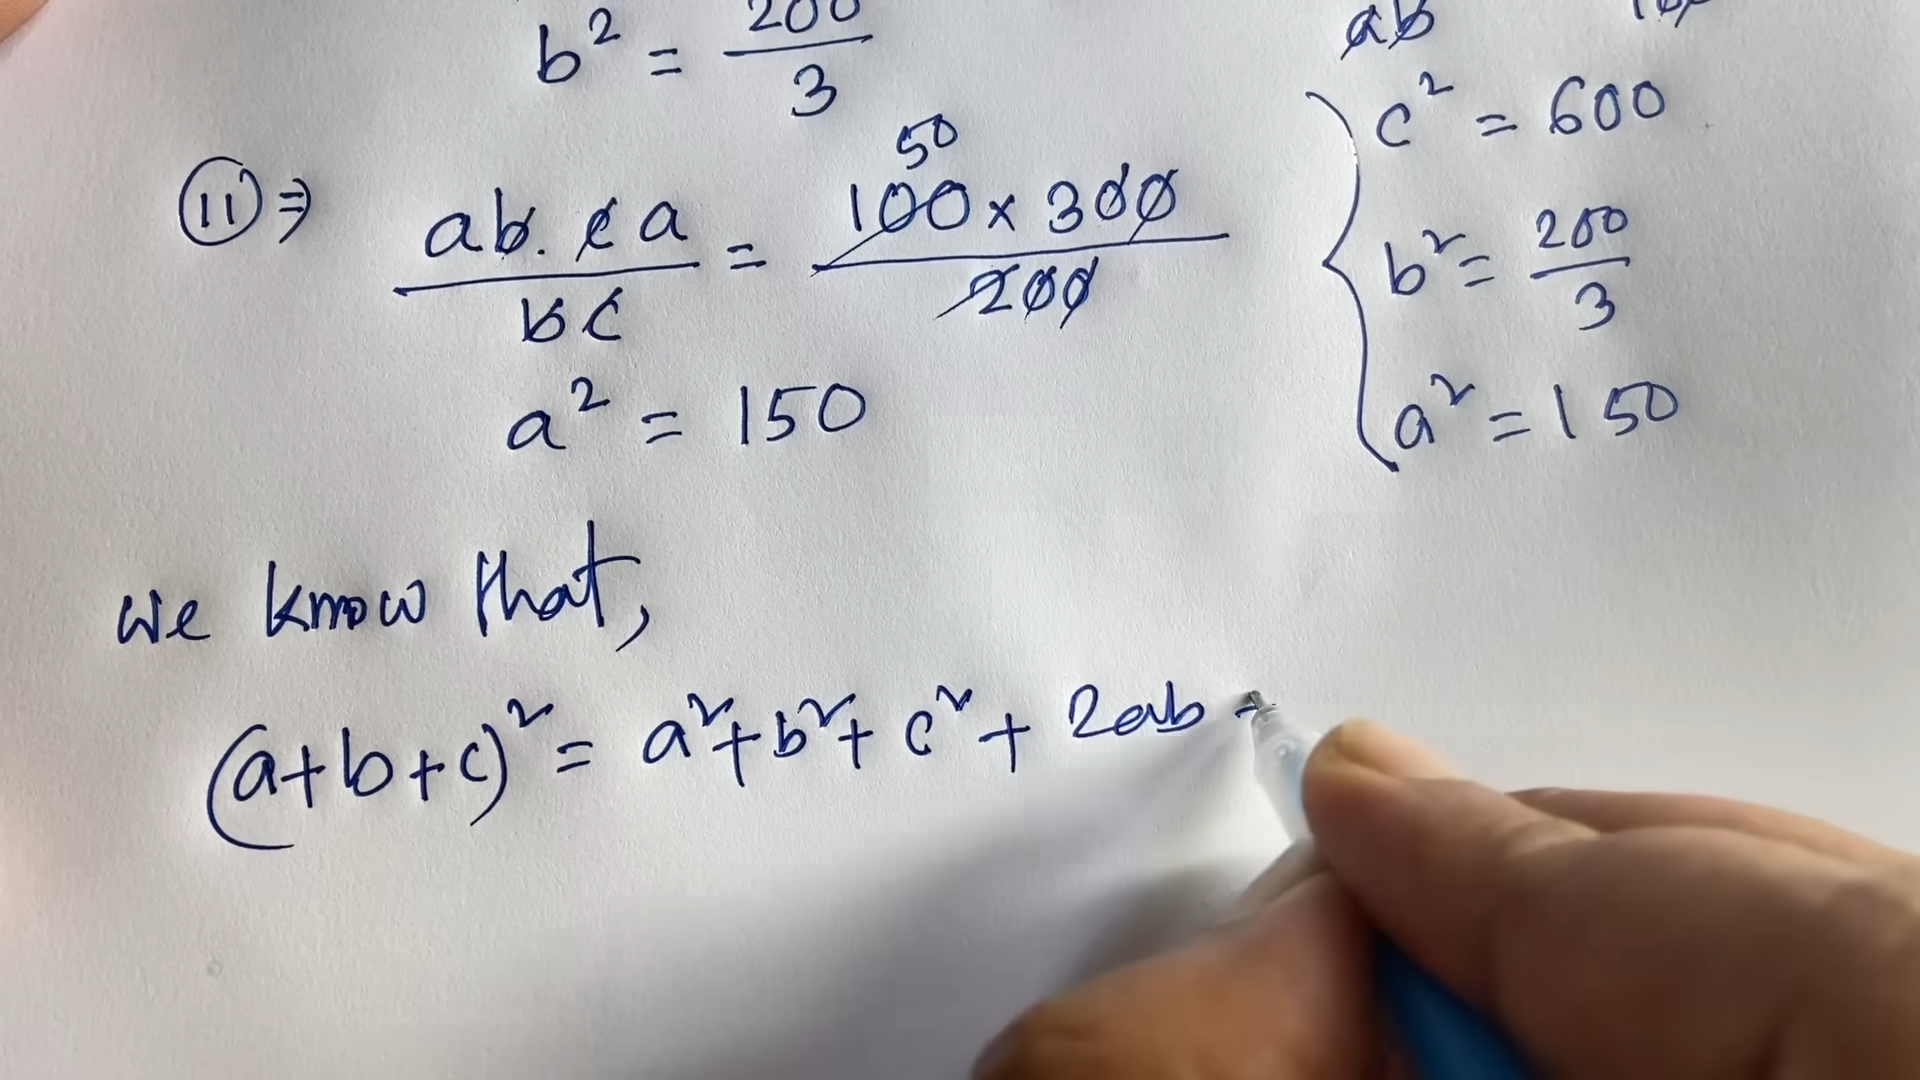 b² = 200/3
ab
c² = 600
b² = 200/3
a² = 150
11 ⇒ ab. ca / bc = 100 x 300 / 200
50
a² = 150
we know that,
(a+b+c)² = a²+b²+c²+ 2ab